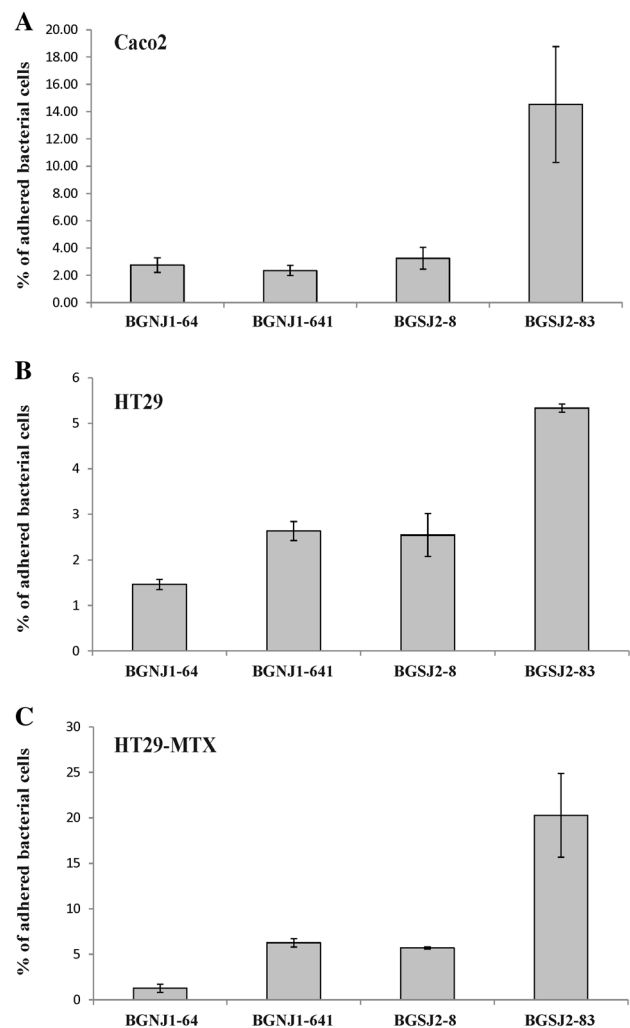 A
Caco2
% of adhered bacterial cells
20.00
18.00
16.00
14.00
12.00
10.00
8.00
6.00
4.00
2.00
0.00
BGNJ1-64 BGNJ1-641 BGSJ2-8 BGSJ2-83
B
HT29
% of adhered bacterial cells
6
5
4
3
2
1
0
BGNJ1-64 BGNJ1-641 BGSJ2-8 BGSJ2-83
C
HT29-MTX
% of adhered bacterial cells
30
25
20
15
10
5
0
BGNJ1-64 BGNJ1-641 BGSJ2-8 BGSJ2-83